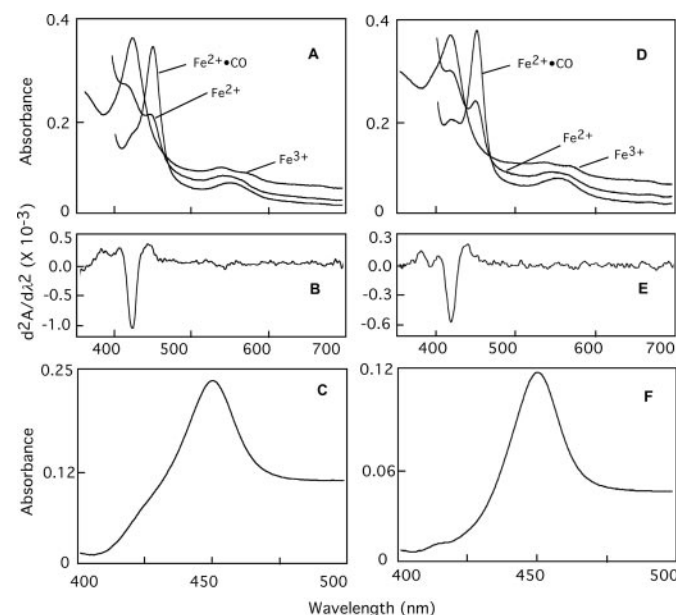 0.4
0.2
0
Absorbance
A
Fe2+•CO
Fe2+
Fe3+
0.4
0.2
0
D
Fe2+•CO
Fe2+
Fe3+
d2A/dλ2 (X 10-3)
0.5
0.0
-0.5
-1.0
B
400 500 600 700
0.3
0.0
-0.3
-0.6
E
400 500 600 700
Absorbance
0.25
0.12
0
C
400 450 500
0.12
0.06
0
F
400 450 500
Wavelength (nm)